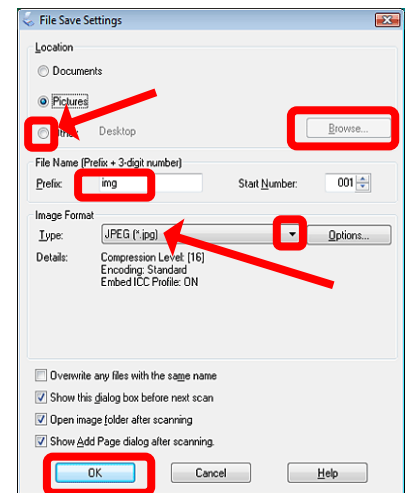 File Save Settings
Location
Documents
Pictures
Desktop
Browse...
File Name (Prefix + 3-digit number)
Prefix: img Start Number: 001
Image Format
Type: JPEG (*.jpg) Options...
Details: Compression Level: [16]
Encoding: Standard
Embed ICC Profile: ON
Overwrite any files with the same name
Show this dialog box before next scan
Open image folder after scanning
Show Add Page dialog after scanning.
OK Cancel Help